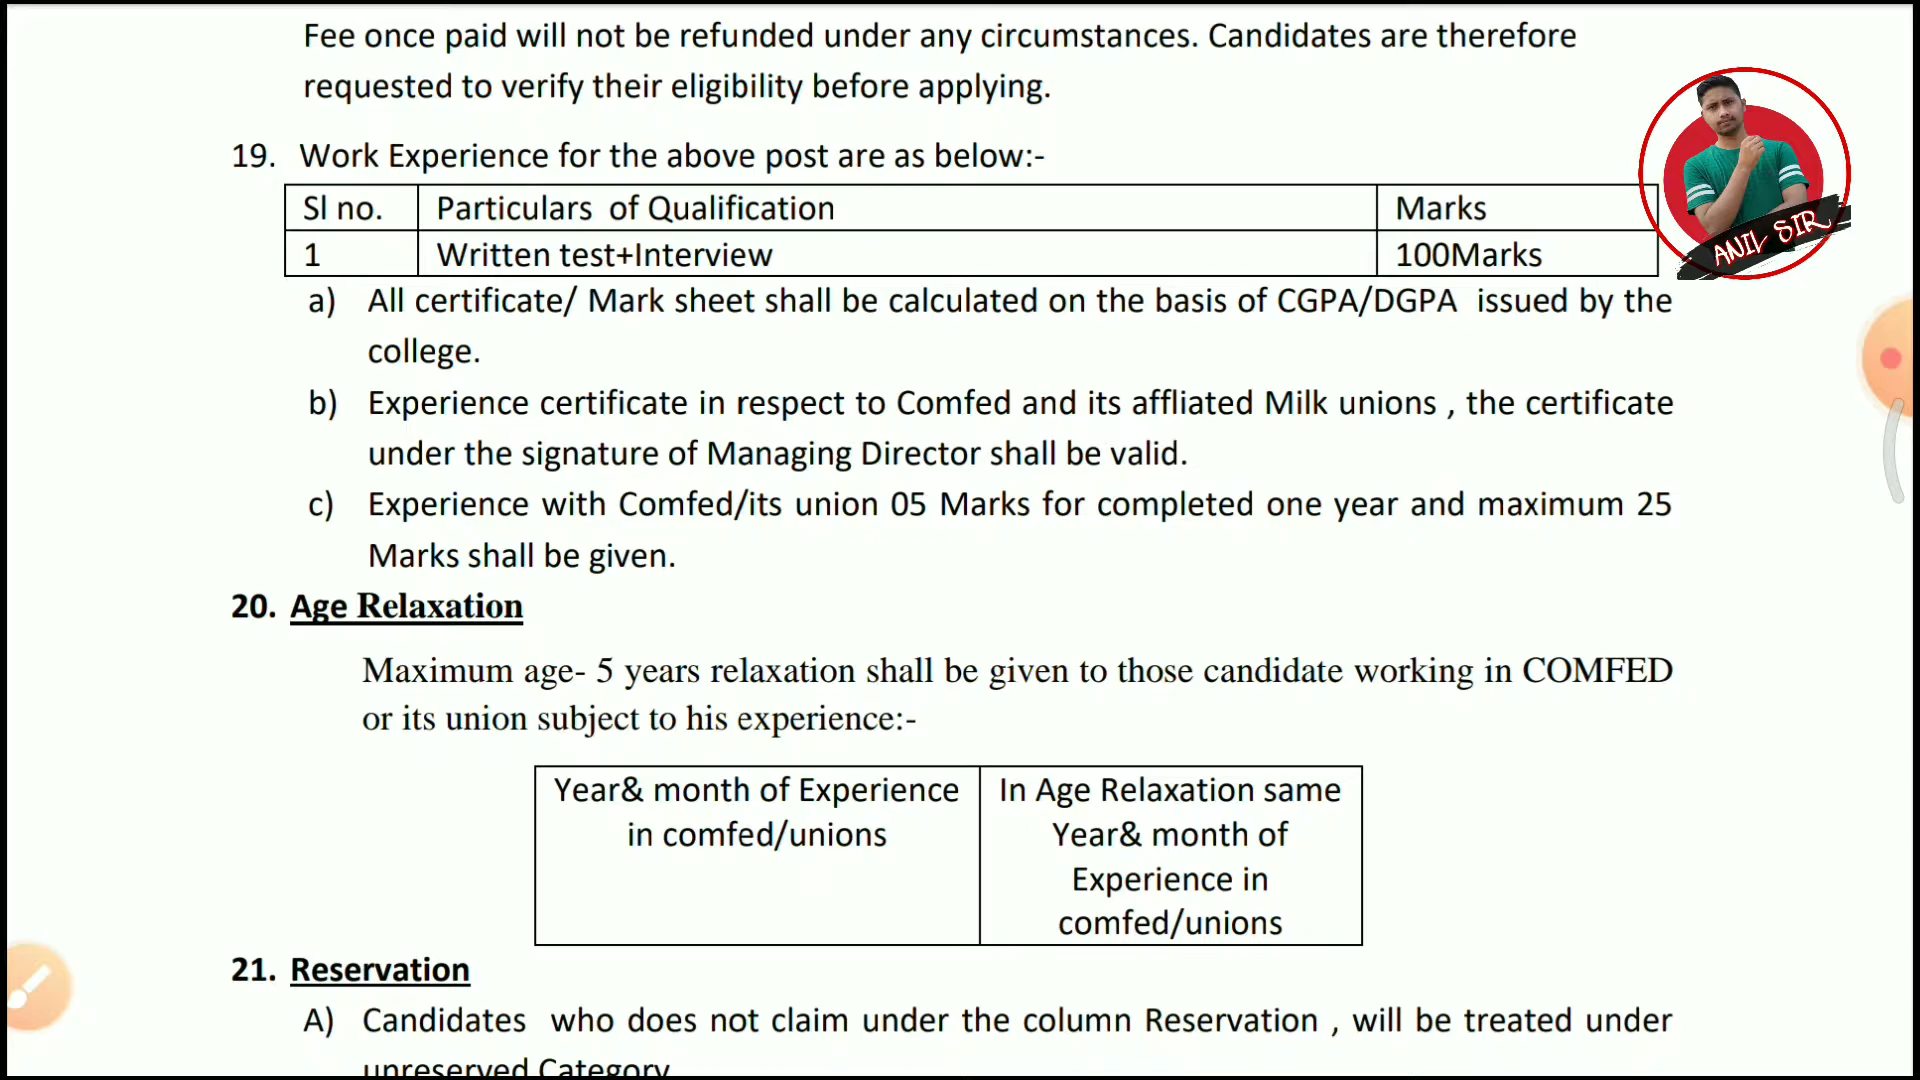 Fee once paid will not be refunded under any circumstances. Candidates are therefore
requested to verify their eligibility before applying.
19. Work Experience for the above post are as below:-
Sl no. Particulars of Qualification Marks
1 Written test+Interview 100Marks
ANIL SIR
a) All certificate/ Mark sheet shall be calculated on the basis of CGPA/DGPA issued by the
college.
b) Experience certificate in respect to Comfed and its affliated Milk unions , the certificate
under the signature of Managing Director shall be valid.
c) Experience with Comfed/its union 05 Marks for completed one year and maximum 25
Marks shall be given.
20. Age Relaxation
Maximum age- 5 years relaxation shall be given to those candidate working in COMFED
or its union subject to his experience:-
Year& month of Experience
in comfed/unions
In Age Relaxation same
Year& month of
Experience in
comfed/unions
21. Reservation
A) Candidates who does not claim under the column Reservation , will be treated under
unreserved Category